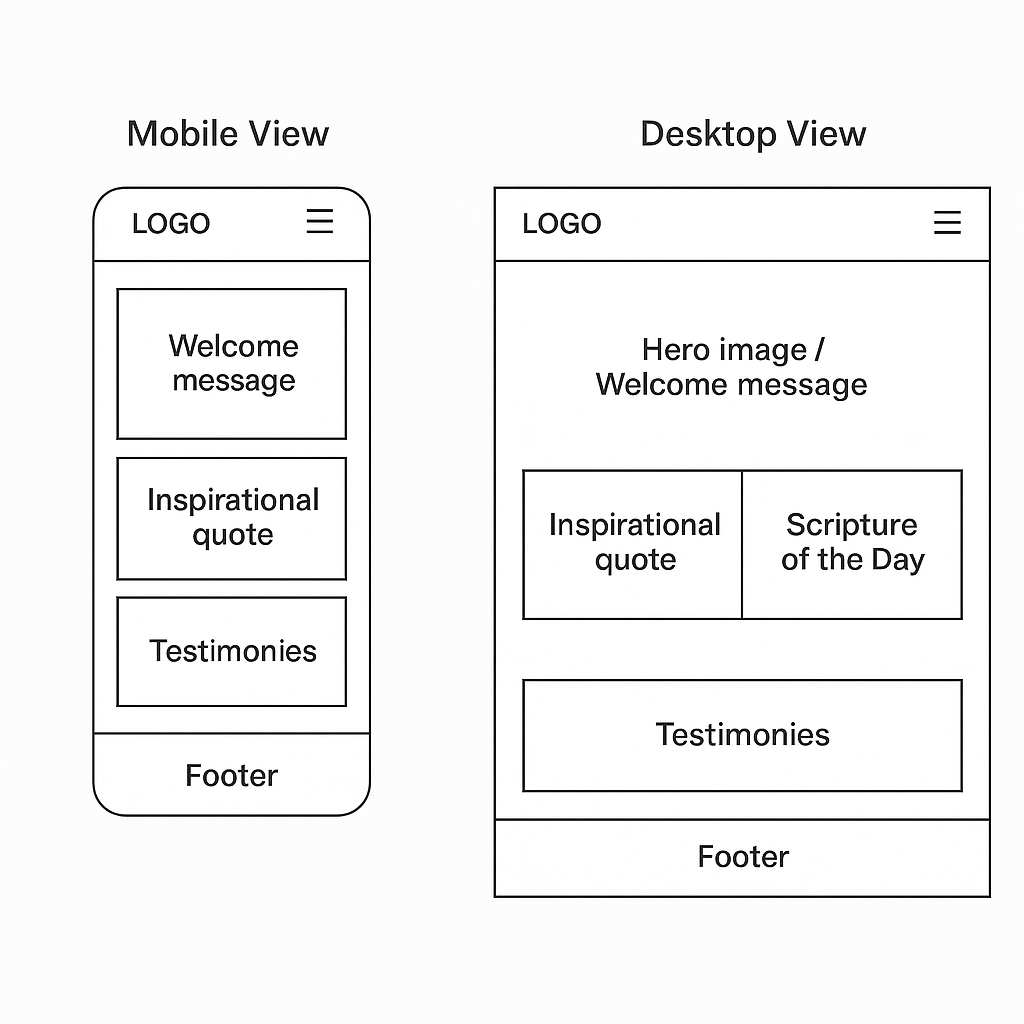 Mobile View
LOGO
Welcome
message
Inspirational
quote
Testimonies
Footer
Desktop View
LOGO
Hero image /
Welcome message
Inspirational
quote
Scripture
of the Day
Testimonies
Footer